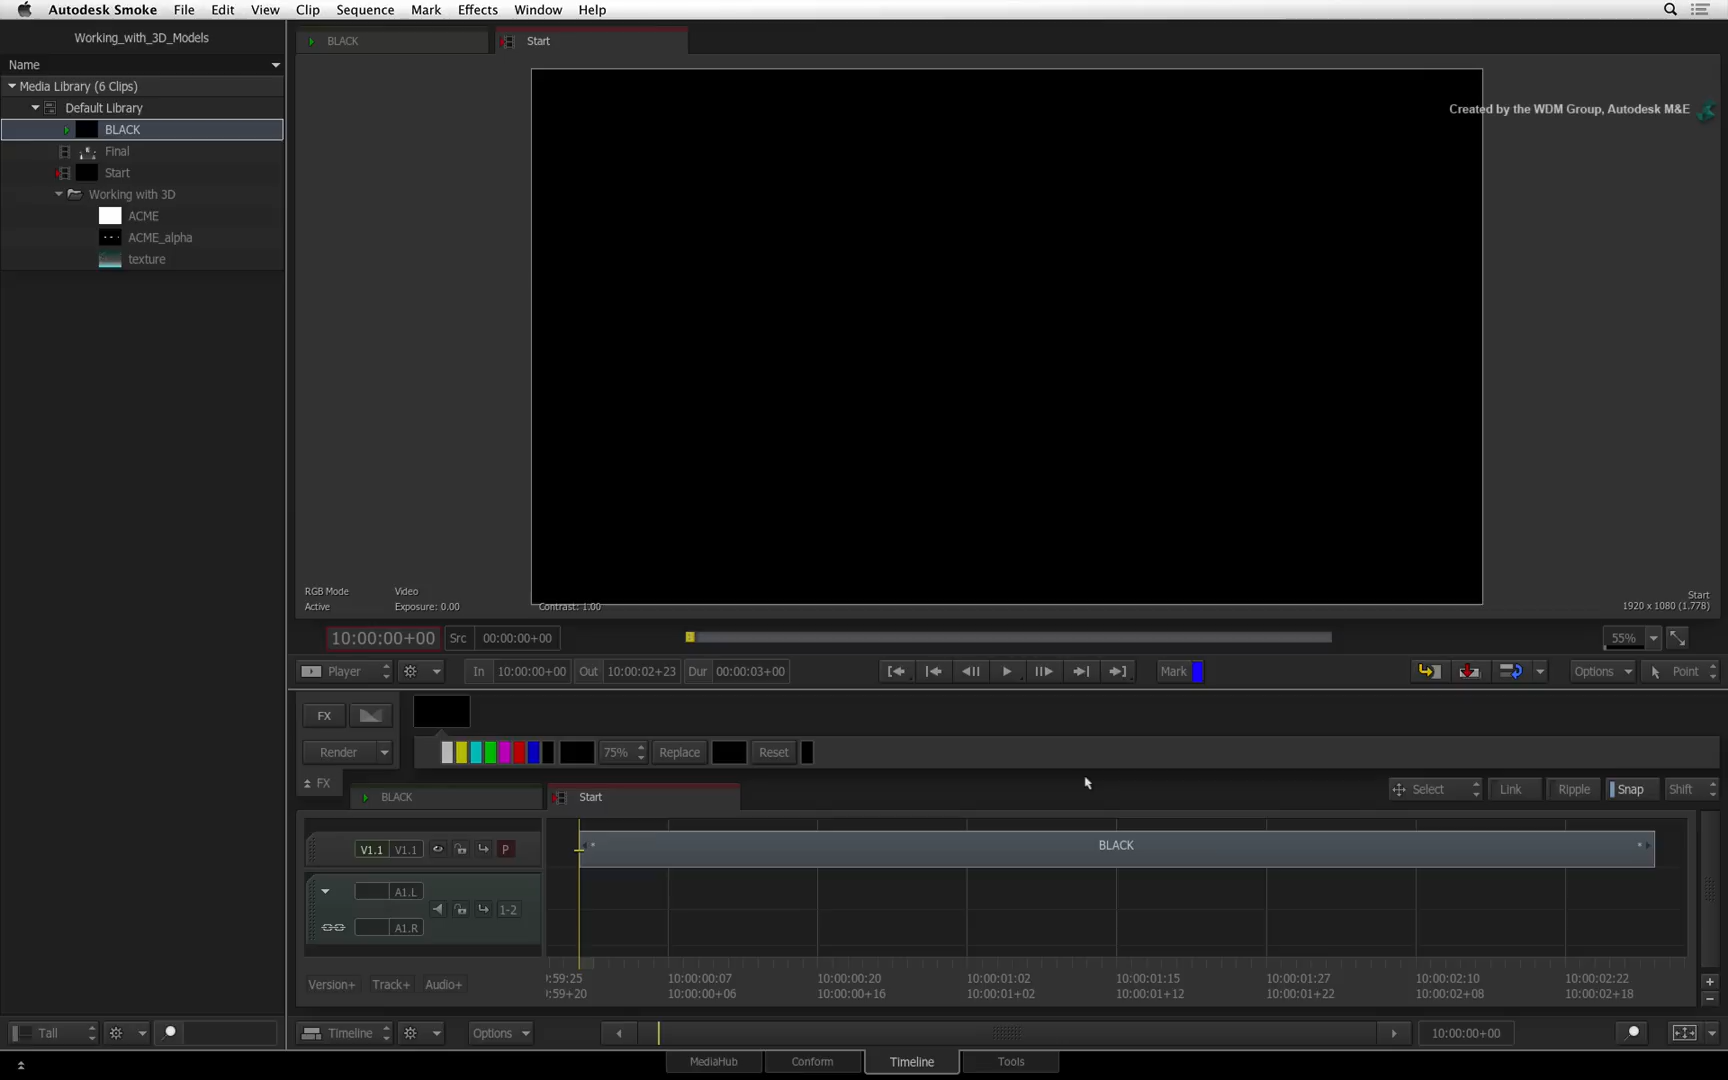 Autodesk Smoke File Edit View Clip Sequence Mark Effects Window Help
Working_with_3D_Models
Name
Media Library (6 Clips)
Default Library
BLACK
Final
Start
Working with 3D
ACME
ACME_alpha
texture
BLACK
Start
Created by the WDM Group, Autodesk M&E
RGB Mode
Active
Video
Exposure: 0.00
Contrast: 1.00
Start
1920 x 1080 (1.778)
10:00:00+00 Src 00:00:00+00
55%
Player In 10:00:00+00 Out 10:00:02+23 Dur 00:00:03+00
Mark
Options
Point
FX
Render
75% Replace Reset
FX
BLACK
Start
Select Link Ripple Snap Shift
V1.1 V1.1 P
BLACK
A1.L
1-2
A1.R
Version+ Track+ Audio+
:59:25 10:00:00:07 10:00:00:20 10:00:01:02 10:00:01:15 10:00:01:27 10:00:02:10 10:00:02:22
:59+20 10:00:00+06 10:00:00+16 10:00:01+02 10:00:01+12 10:00:01+22 10:00:02+08 10:00:02+18
Tall
Timeline Options 10:00:00+00
MediaHub Conform Timeline Tools